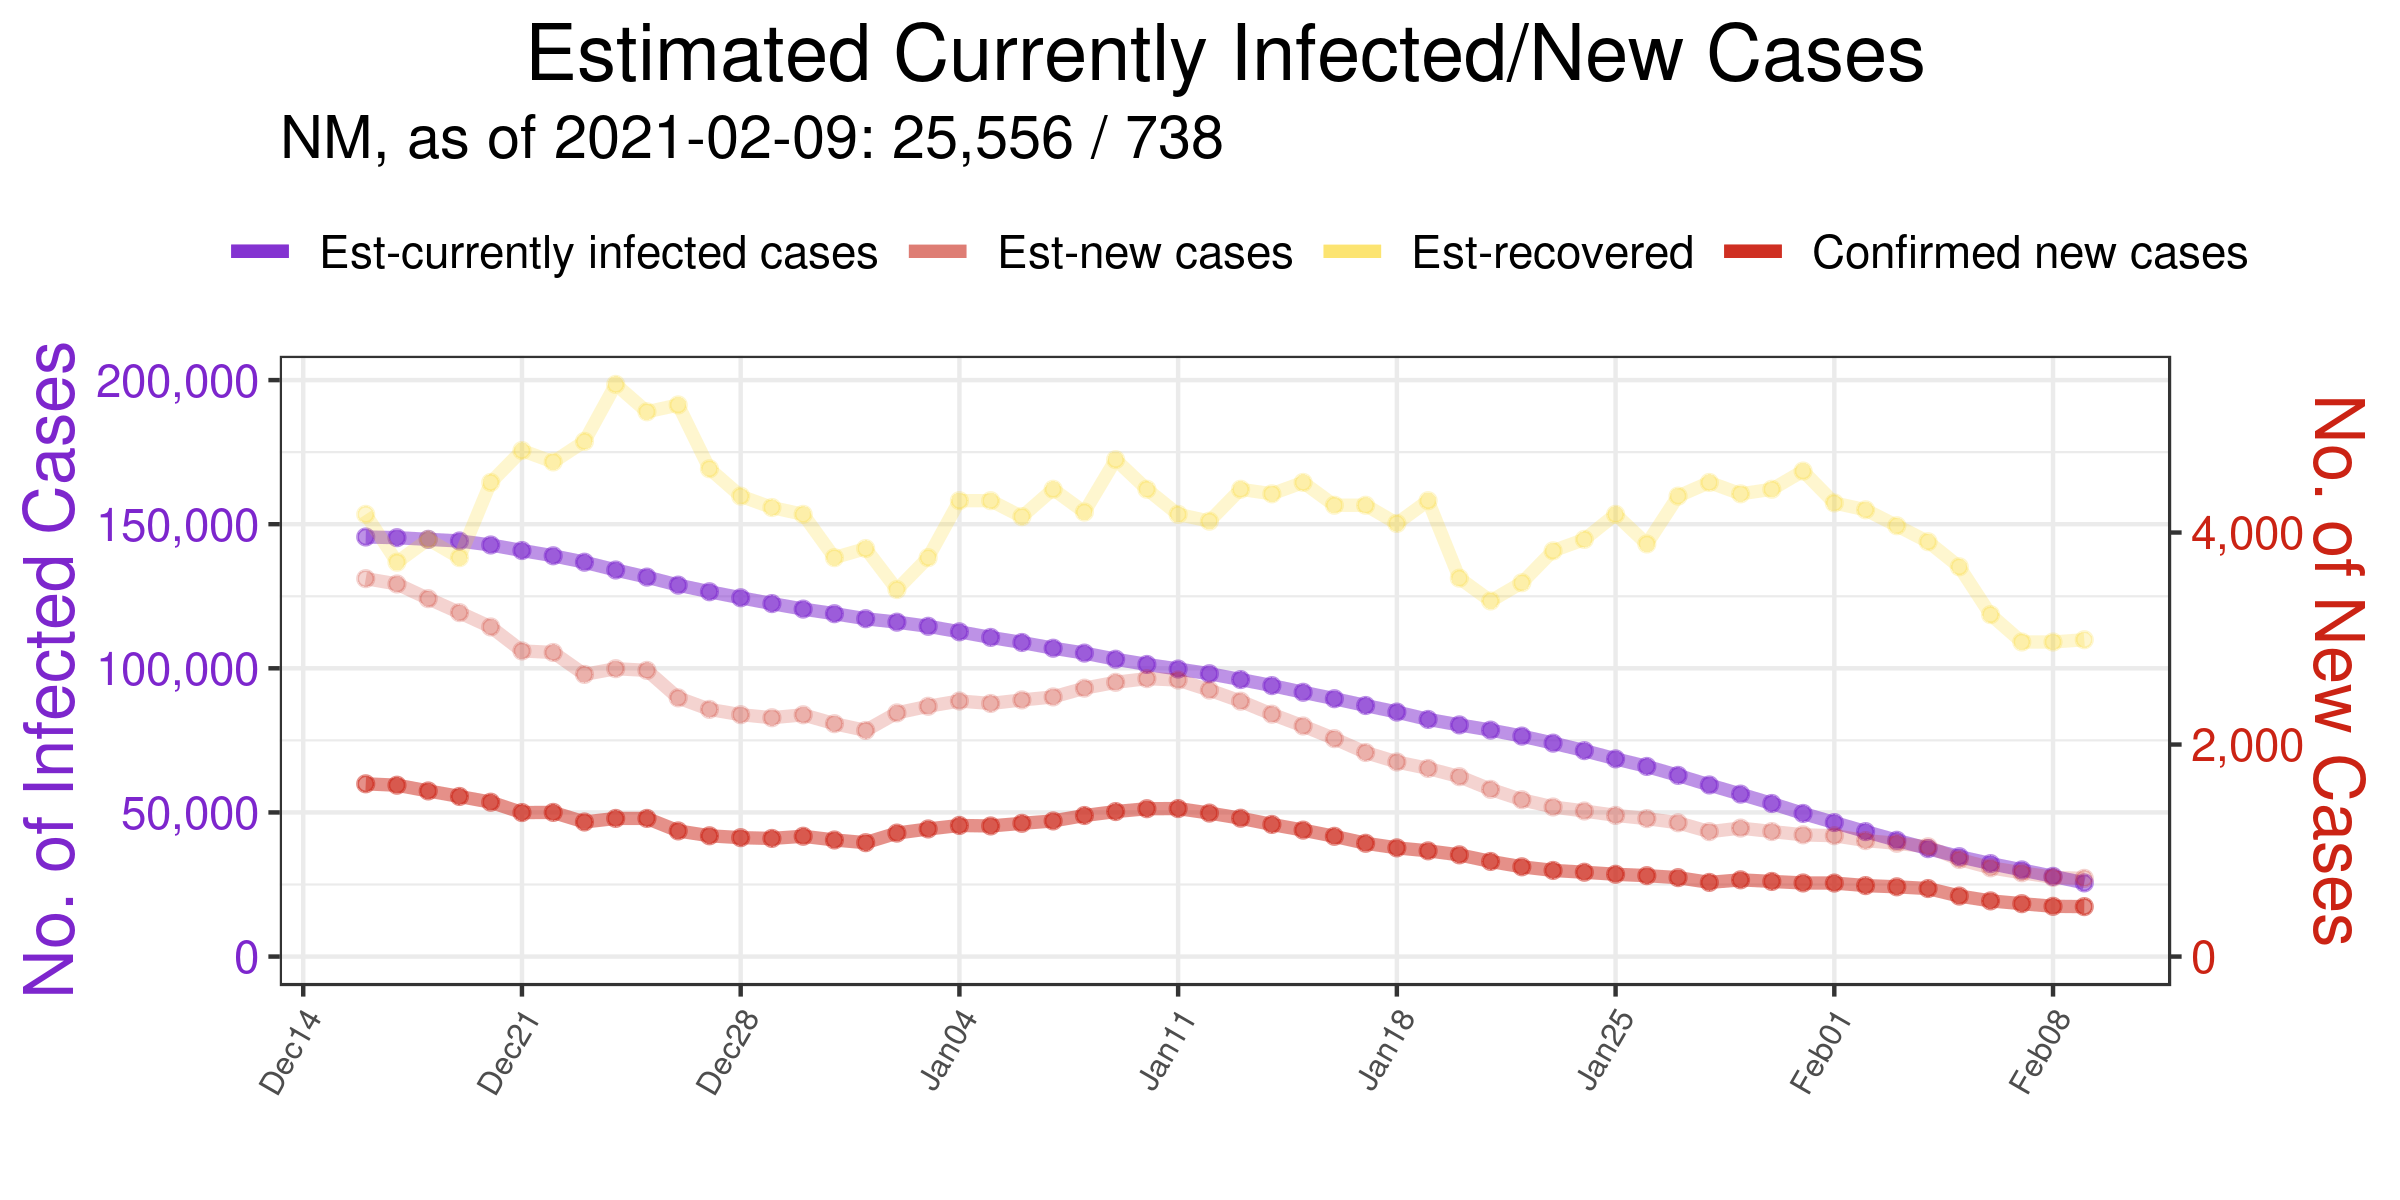 Estimated Currently Infected/New Cases
NM, as of 2021-02-09: 25,556 / 738
Est-currently infected cases Est-new cases Est-recovered Confirmed new cases
No. of Infected Cases
200,000
150,000
100,000
50,000
0
4,000
2,000
0
No. of New Cases
Dec14 Dec21 Dec28 Jan04 Jan11 Jan18 Jan25 Feb01 Feb08